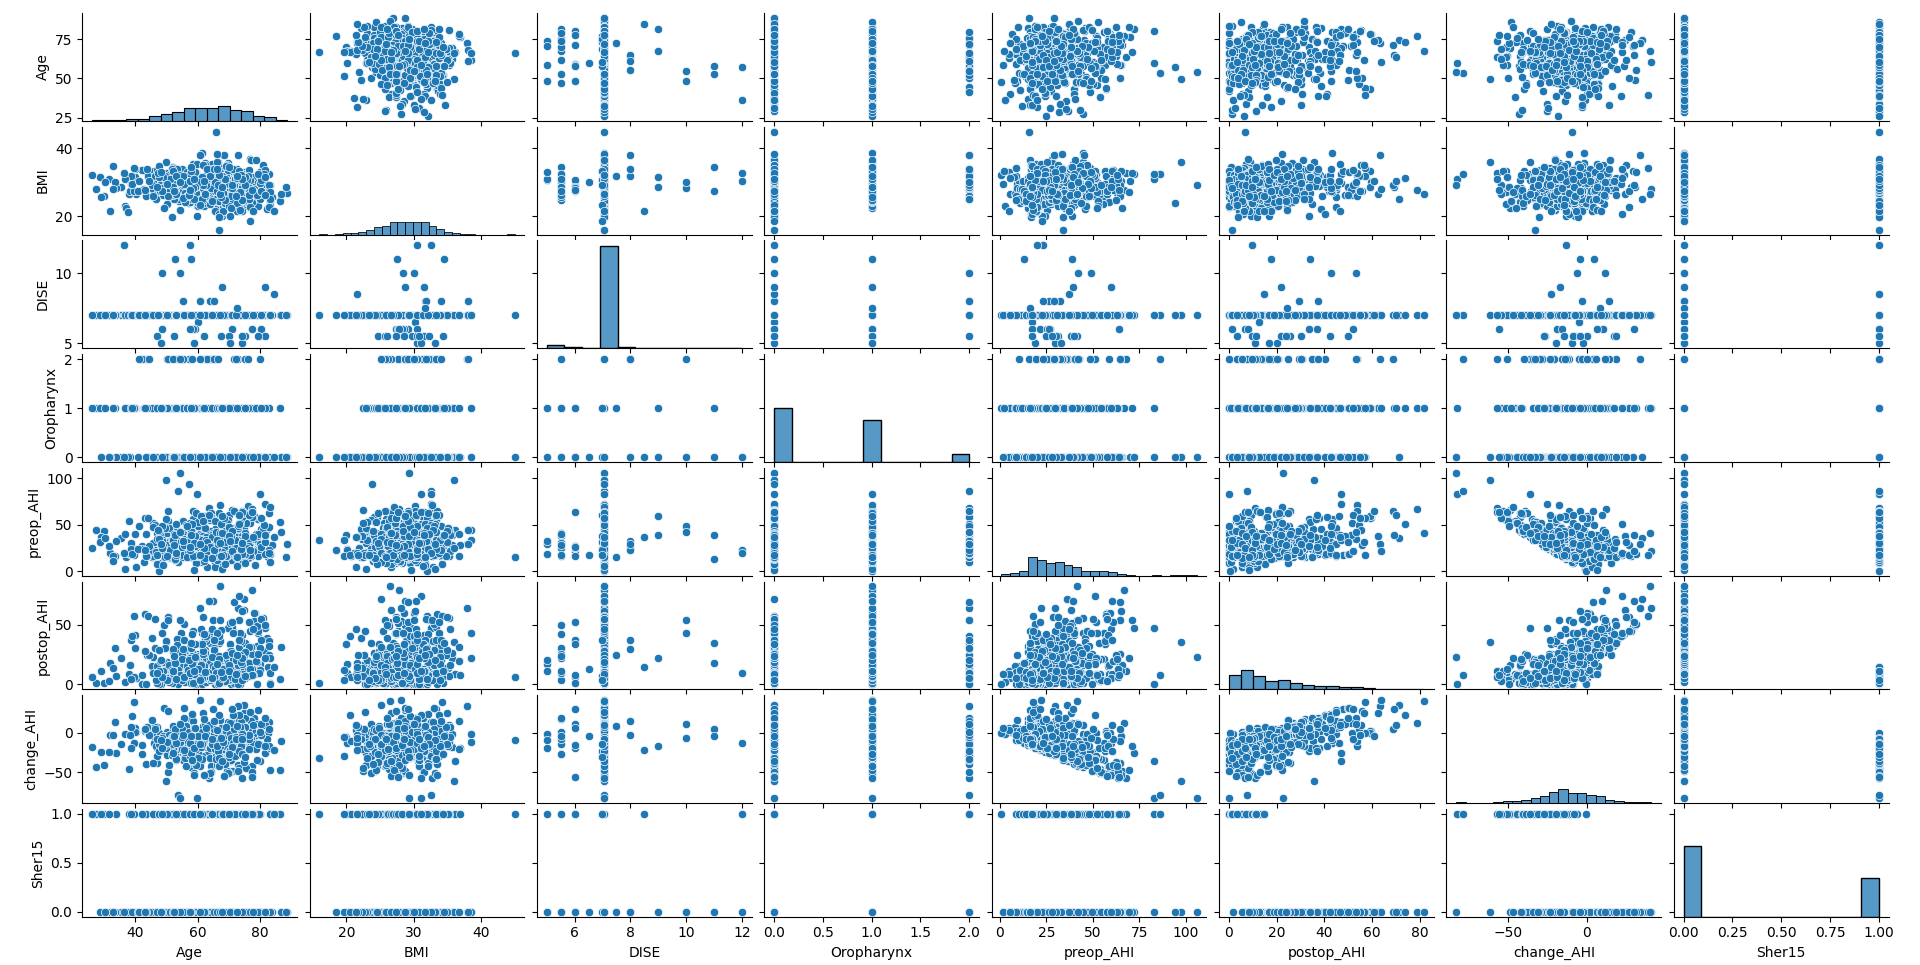 75
50
25
Age
40
20
BMI
10
5
DISE
2
1
0
Oropharynx
100
50
0
preop_AHI
50
0
postop_AHI
0
−50
change_AHI
1.0
0.5
0.0
Sher15
40 60 80
20 30 40
6 8 10 12
0.0 0.5 1.0 1.5 2.0
0 25 50 75 100
0 20 40 60 80
−50 0
0.00 0.25 0.50 0.75 1.00
Age BMI DISE Oropharynx preop_AHI postop_AHI change_AHI Sher15